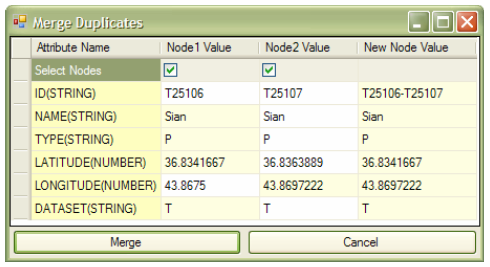 Merge Duplicates
Attribute Name Node1 Value Node2 Value New Node Value
Select Nodes
ID(STRING) T25106 T25107 T25106-T25107
NAME(STRING) Sian Sian Sian
TYPE(STRING) P P P
LATITUDE(NUMBER) 36.8341667 36.8363889 36.8341667
LONGITUDE(NUMBER) 43.8675 43.8697222 43.8697222
DATASET(STRING) T T T
Merge Cancel